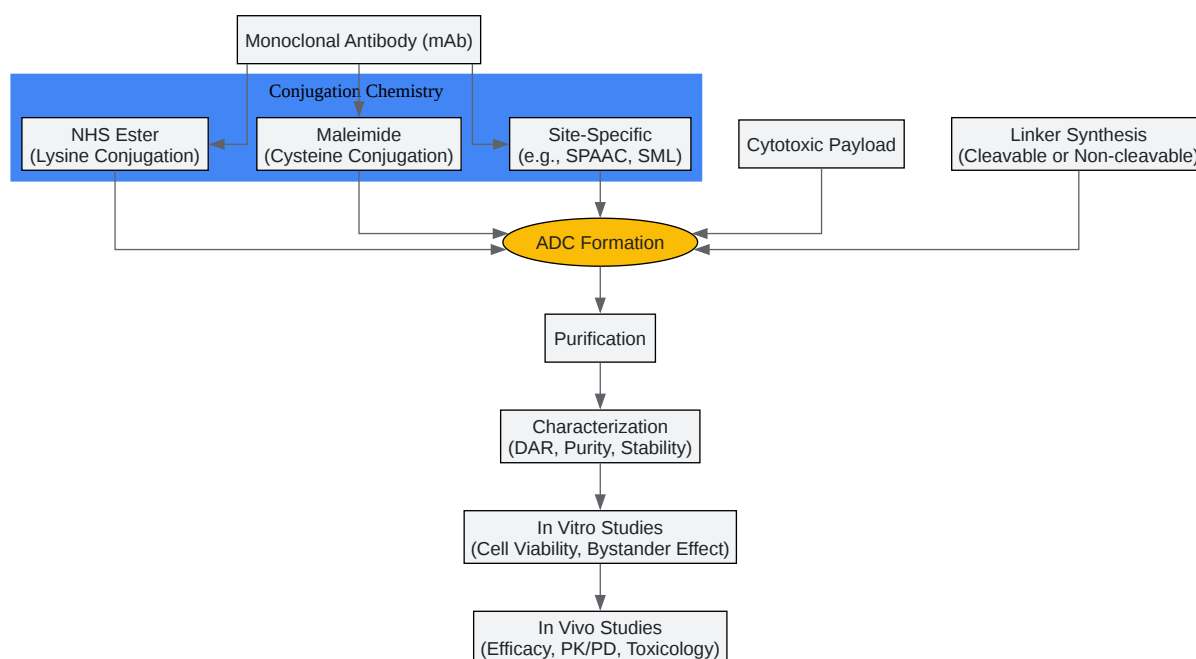 Monoclonal Antibody (mAb)
Conjugation Chemistry
NHS Ester
(Lysine Conjugation)
Maleimide
(Cysteine Conjugation)
Site-Specific
(e.g., SPAAC, SML)
Cytotoxic Payload
Linker Synthesis
(Cleavable or Non-cleavable)
ADC Formation
Purification
Characterization
(DAR, Purity, Stability)
In Vitro Studies
(Cell Viability, Bystander Effect)
In Vivo Studies
(Efficacy, PK/PD, Toxicology)